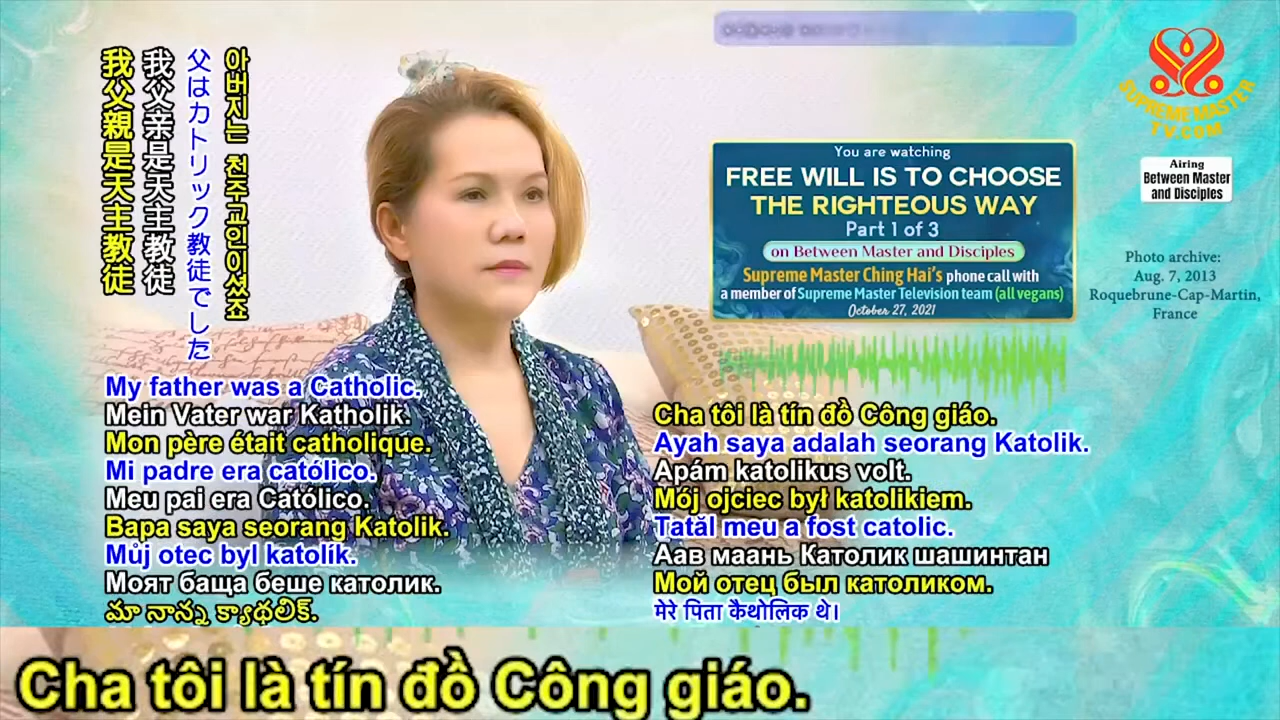 我父親是天主教徒
我父亲是天主教徒
父はカトリック教徒でした
아버지는 천주교인이셨죠
SUPREME MASTER
TV.COM
Airing
Between Master
and Disciples
You are watching
FREE WILL IS TO CHOOSE
THE RIGHTEOUS WAY
Part 1 of 3
on Between Master and Disciples
Supreme Master Ching Hai's phone call with
a member of Supreme Master Television team (all vegans)
October 27, 2021
Photo archive:
Aug. 7, 2013
Roquebrune-Cap-Martin,
France
My father was a Catholic.
Mein Vater war Katholik.
Mon père était catholique.
Mi padre era católico.
Meu pai era Católico.
Bapa saya seorang Katolik.
Můj otec byl katolík.
Моят баща беше католик.
మా నాన్న క్యాథలిక్.
Cha tôi là tín đồ Công giáo.
Ayah saya adalah seorang Katolik.
Apám katolikus volt.
Mój ojciec był katolikiem.
Tatăl meu a fost catolic.
Аав маань Католик шашинтан
Мой отец был католиком.
मेरे पिता कैथोलिक थे।
Cha tôi là tín đồ Công giáo.